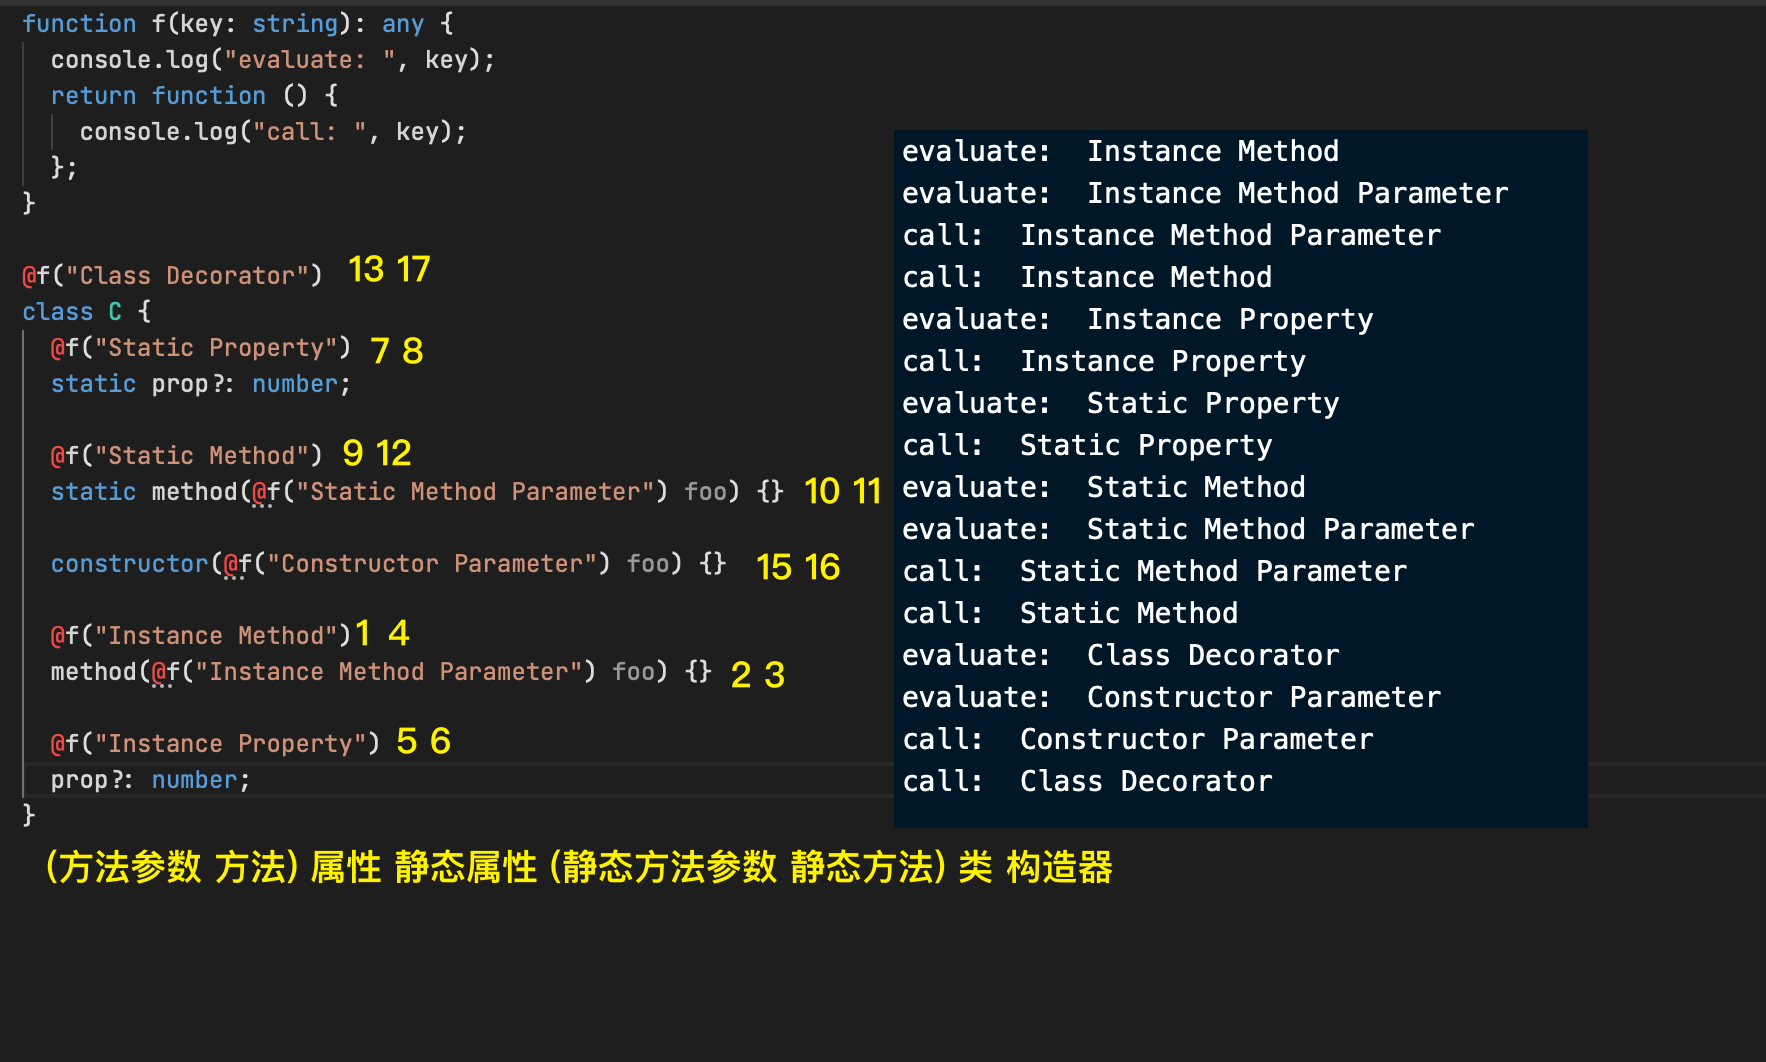 function f(key: string): any {
  console.log("evaluate: ", key);
  return function () {
    console.log("call: ", key);
  };
}
@f("Class Decorator") 13 17
class C {
  @f("Static Property") 7 8
  static prop?: number;
  @f("Static Method") 9 12
  static method(@f("Static Method Parameter") foo) {} 10 11
  constructor(@f("Constructor Parameter") foo) {} 15 16
  @f("Instance Method") 1 4
  method(@f("Instance Method Parameter") foo) {} 2 3
  @f("Instance Property") 5 6
  prop?: number;
}
evaluate:  Instance Method
evaluate:  Instance Method Parameter
call:  Instance Method Parameter
call:  Instance Method
evaluate:  Instance Property
call:  Instance Property
evaluate:  Static Property
call:  Static Property
evaluate:  Static Method
evaluate:  Static Method Parameter
call:  Static Method Parameter
call:  Static Method
evaluate:  Class Decorator
evaluate:  Constructor Parameter
call:  Constructor Parameter
call:  Class Decorator
(方法参数 方法) 属性 静态属性 (静态方法参数 静态方法) 类 构造器